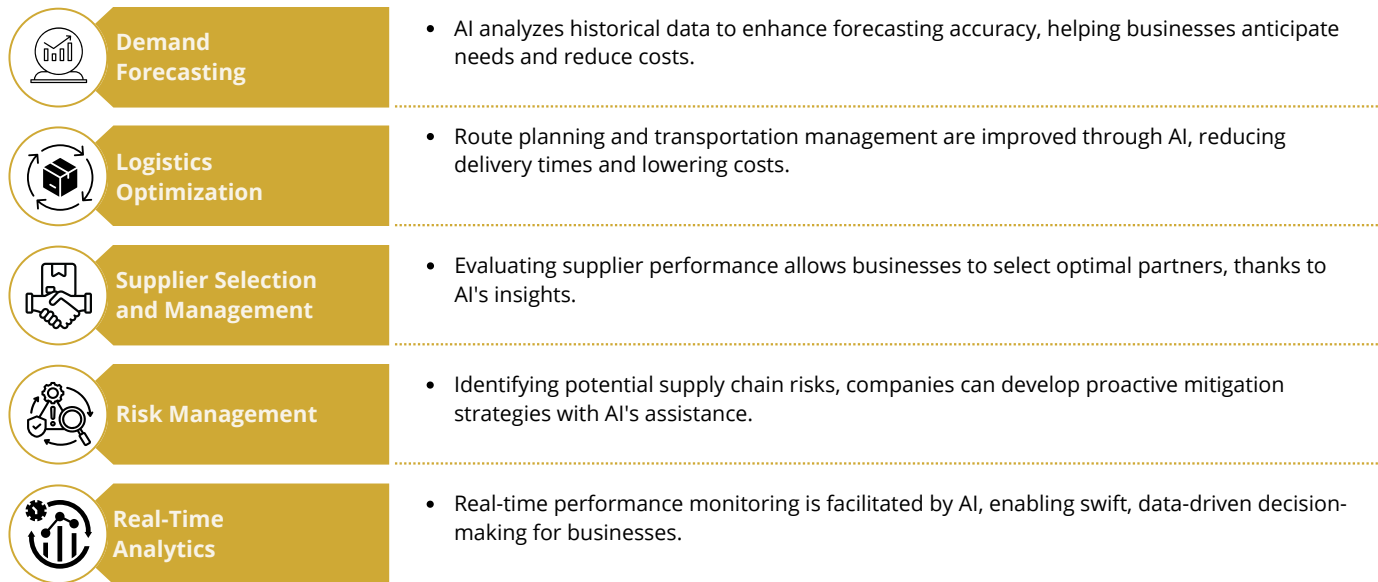 Demand
Forecasting
• AI analyzes historical data to enhance forecasting accuracy, helping businesses anticipate
needs and reduce costs.
Logistics
Optimization
• Route planning and transportation management are improved through AI, reducing
delivery times and lowering costs.
Supplier Selection
and Management
• Evaluating supplier performance allows businesses to select optimal partners, thanks to
AI's insights.
Risk Management
• Identifying potential supply chain risks, companies can develop proactive mitigation
strategies with AI's assistance.
Real-Time
Analytics
• Real-time performance monitoring is facilitated by AI, enabling swift, data-driven decision-
making for businesses.